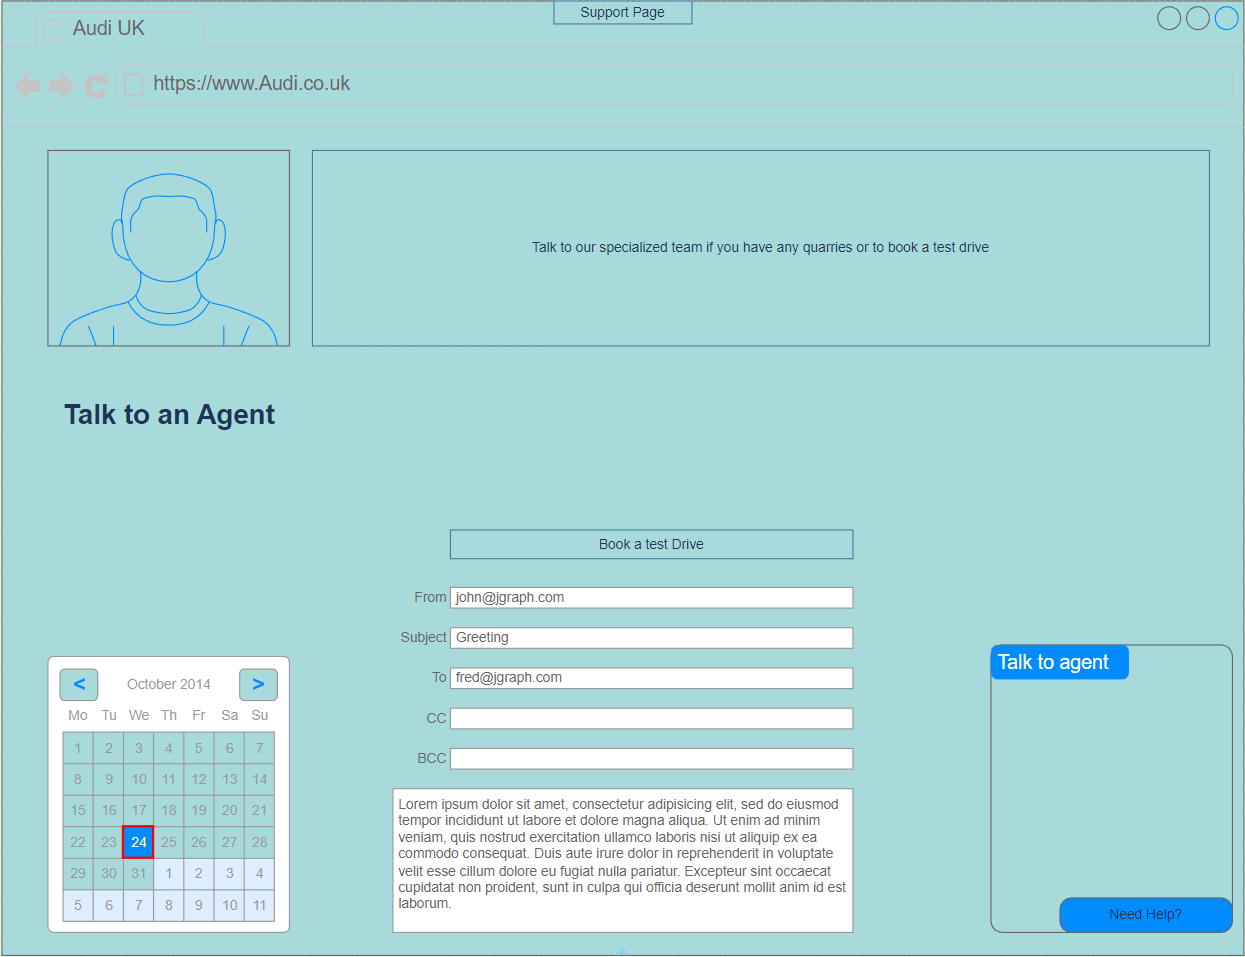 Support Page
Audi UK
https://www.Audi.co.uk
Talk to our specialized team if you have any quarries or to book a test drive
Talk to an Agent
Book a test Drive
From john@jgraph.com
Subject Greeting
To fred@jgraph.com
CC
BCC
Lorem ipsum dolor sit amet, consectetur adipisicing elit, sed do eiusmod
tempor incididunt ut labore et dolore magna aliqua. Ut enim ad minim
veniam, quis nostrud exercitation ullamco laboris nisi ut aliquip ex ea
commodo consequat. Duis aute irure dolor in reprehenderit in voluptate
velit esse cillum dolore eu fugiat nulla pariatur. Excepteur sint occaecat
cupidatat non proident, sunt in culpa qui officia deserunt mollit anim id est
laborum.
< October 2014 >
Mo Tu We Th Fr Sa Su
1 2 3 4 5 6 7
8 9 10 11 12 13 14
15 16 17 18 19 20 21
22 23 24 25 26 27 28
29 30 31 1 2 3 4
5 6 7 8 9 10 11
Talk to agent
Need Help?